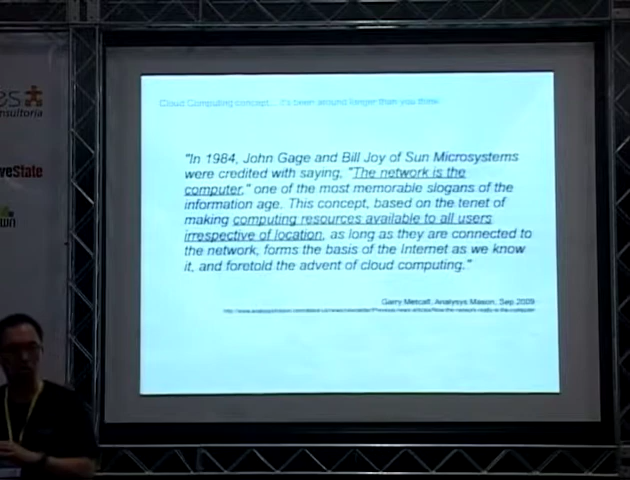 es
nsultoria
veState
wn
Cloud Computing concept... it's been around longer than you think
"In 1984, John Gage and Bill Joy of Sun Microsystems
were credited with saying, "The network is the
computer," one of the most memorable slogans of the
information age. This concept, based on the tenet of
making computing resources available to all users
irrespective of location, as long as they are connected to
the network, forms the basis of the Internet as we know
it, and foretold the advent of cloud computing."
Garry Metcalf, Analysys Mason, Sep 2009